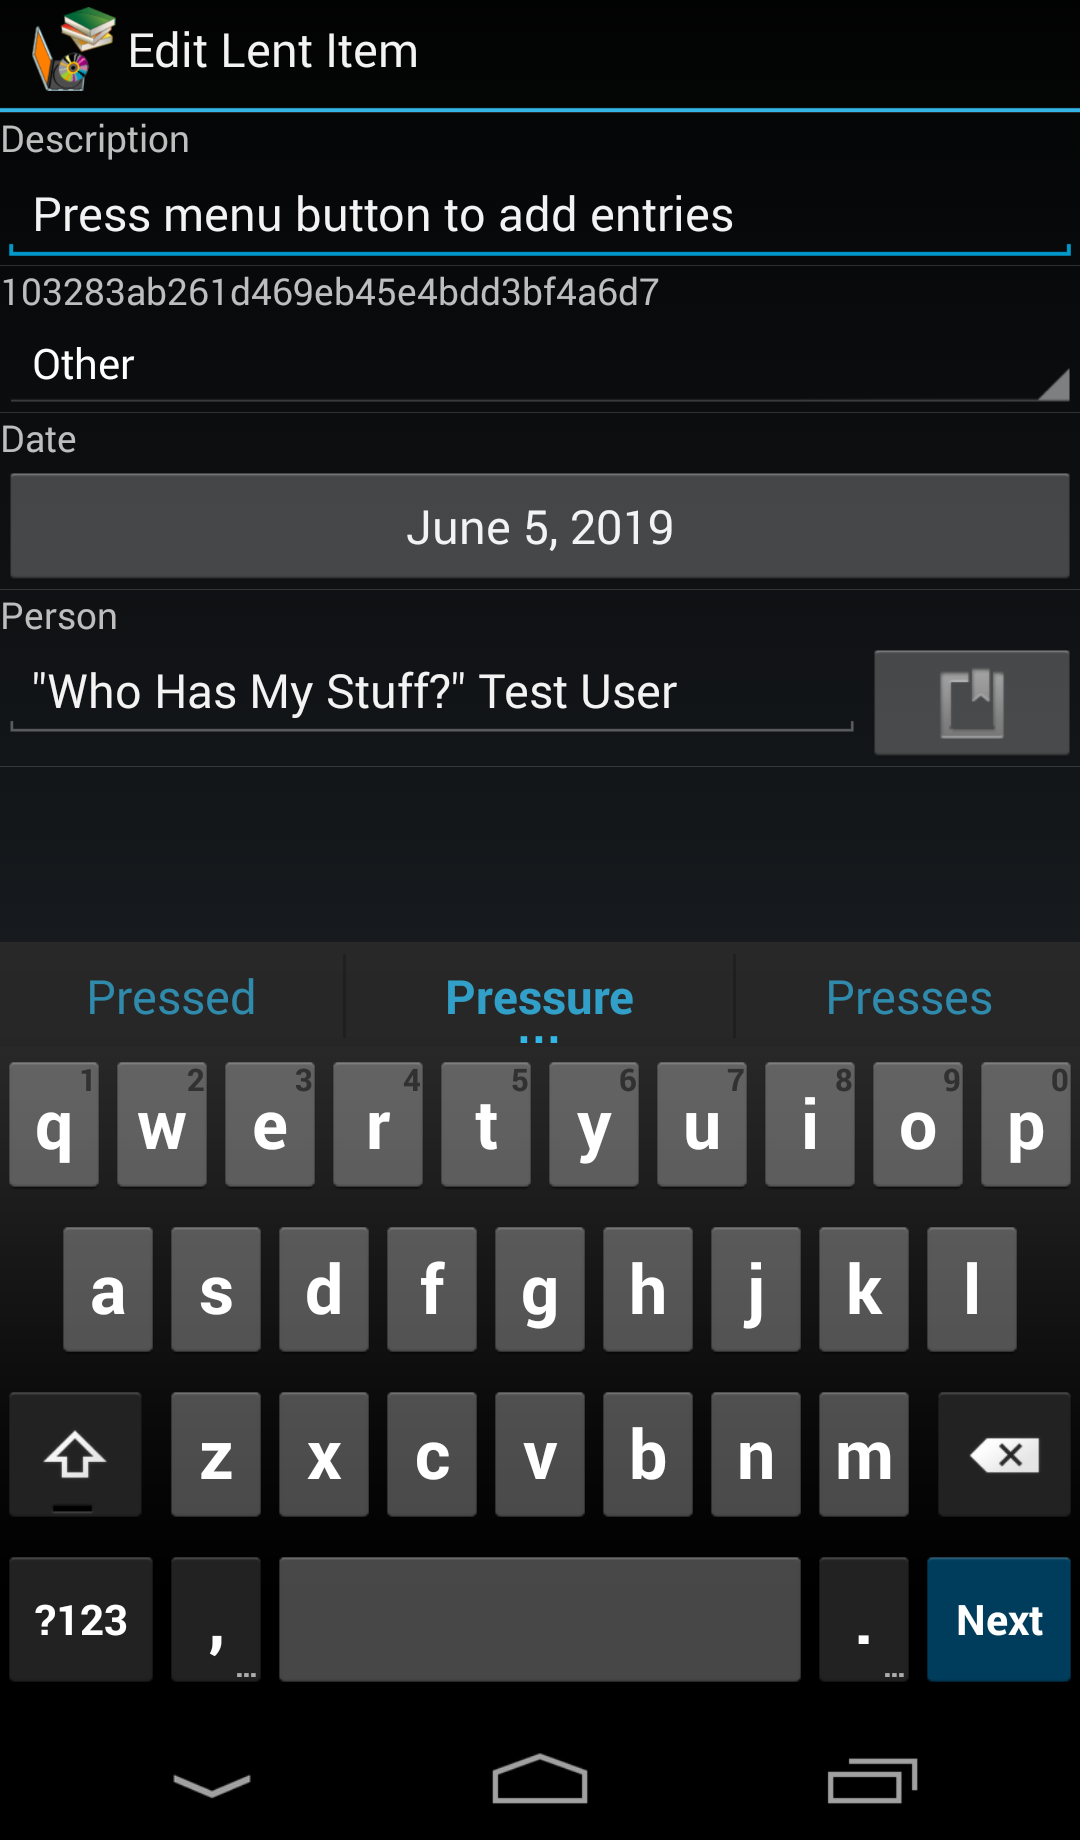 Edit Lent Item
Description
Press menu button to add entries
103283ab261d469eb45e4bdd3bf4a6d7
Other
Date
June 5, 2019
Person
"Who Has My Stuff?" Test User
Pressed Pressure Presses
...
1 2 3 4 5 6 7 8 9 0
q w e r t y u i o p
a s d f g h j k l
z x c v b n m
?123 , ... . ... Next